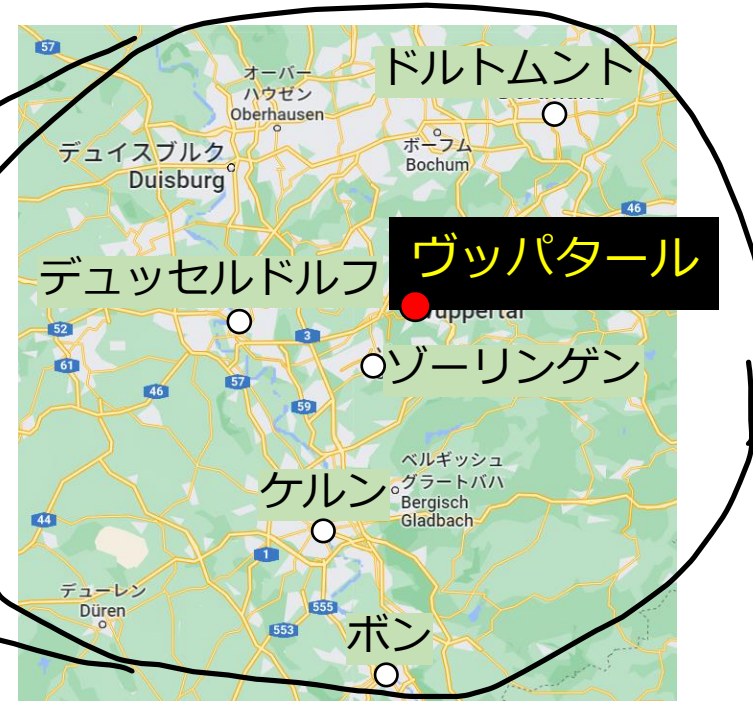 57
オーバー
ハウゼン
Oberhausen
ドルトムント
デュイスブルク
Duisburg
ボーフム
Bochum
46
ヴッパタール
Wuppertal
デュッセルドルフ
52
3
61
ゾーリンゲン
46
57
59
ベルギッシュ
グラートバハ
Bergisch
Gladbach
ケルン
44
1
デューレン
Düren
555
553
ボン